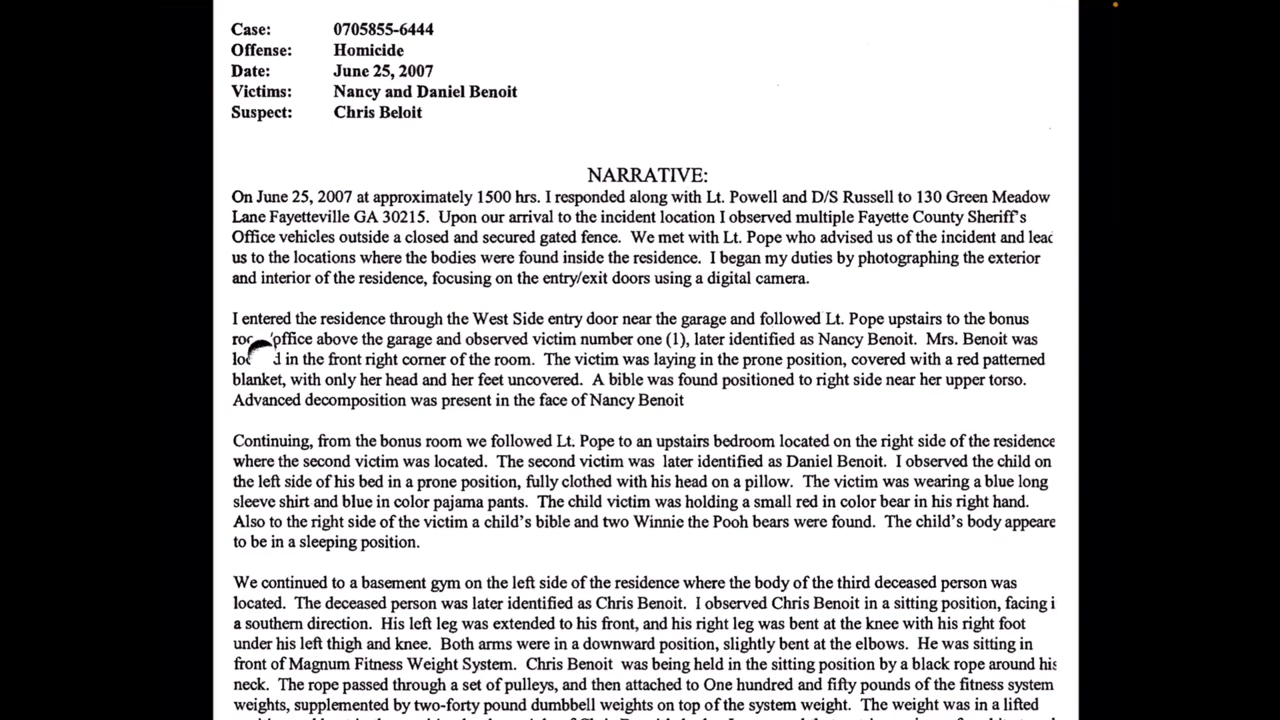 Case: 0705855-6444
Offense: Homicide
Date: June 25, 2007
Victims: Nancy and Daniel Benoit
Suspect: Chris Beloit
NARRATIVE:
On June 25, 2007 at approximately 1500 hrs. I responded along with Lt. Powell and D/S Russell to 130 Green Meadow
Lane Fayetteville GA 30215. Upon our arrival to the incident location I observed multiple Fayette County Sheriff's
Office vehicles outside a closed and secured gated fence. We met with Lt. Pope who advised us of the incident and lead
us to the locations where the bodies were found inside the residence. I began my duties by photographing the exterior
and interior of the residence, focusing on the entry/exit doors using a digital camera.
I entered the residence through the West Side entry door near the garage and followed Lt. Pope upstairs to the bonus
office above the garage and observed victim number one (1), later identified as Nancy Benoit. Mrs. Benoit was
in the front right corner of the room. The victim was laying in the prone position, covered with a red patterned
blanket, with only her head and her feet uncovered. A bible was found positioned to right side near her upper torso.
Advanced decomposition was present in the face of Nancy Benoit
Continuing, from the bonus room we followed Lt. Pope to an upstairs bedroom located on the right side of the residence
where the second victim was located. The second victim was later identified as Daniel Benoit. I observed the child on
the left side of his bed in a prone position, fully clothed with his head on a pillow. The victim was wearing a blue long
sleeve shirt and blue in color pajama pants. The child victim was holding a small red in color bear in his right hand.
Also to the right side of the victim a child's bible and two Winnie the Pooh bears were found. The child's body appeare
to be in a sleeping position.
We continued to a basement gym on the left side of the residence where the body of the third deceased person was
located. The deceased person was later identified as Chris Benoit. I observed Chris Benoit in a sitting position, facing i
a southern direction. His left leg was extended to his front, and his right leg was bent at the knee with his right foot
under his left thigh and knee. Both arms were in a downward position, slightly bent at the elbows. He was sitting in
front of Magnum Fitness Weight System. Chris Benoit was being held in the sitting position by a black rope around his
neck. The rope passed through a set of pulleys, and then attached to One hundred and fifty pounds of the fitness system
weights, supplemented by two-forty pound dumbbell weights on top of the system weight. The weight was in a lifted